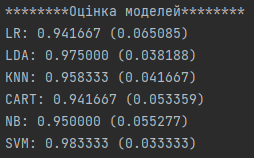 ********Оцінка моделей********
LR: 0.941667 (0.065085)
LDA: 0.975000 (0.038188)
KNN: 0.958333 (0.041667)
CART: 0.941667 (0.053359)
NB: 0.950000 (0.055277)
SVM: 0.983333 (0.033333)